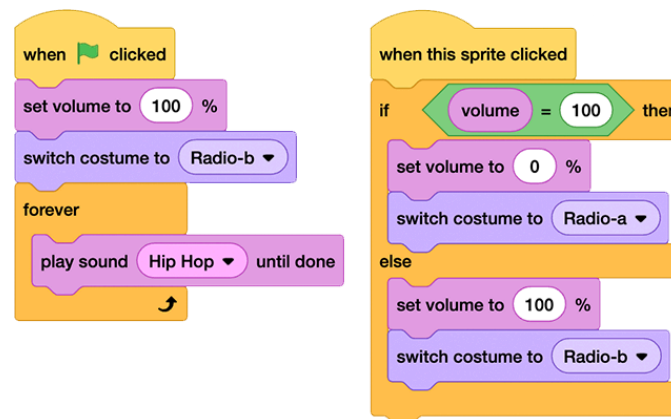 when clicked
set volume to 100 %
switch costume to Radio-b
forever
play sound Hip Hop until done
when this sprite clicked
if volume = 100 then
set volume to 0 %
switch costume to Radio-a
else
set volume to 100 %
switch costume to Radio-b